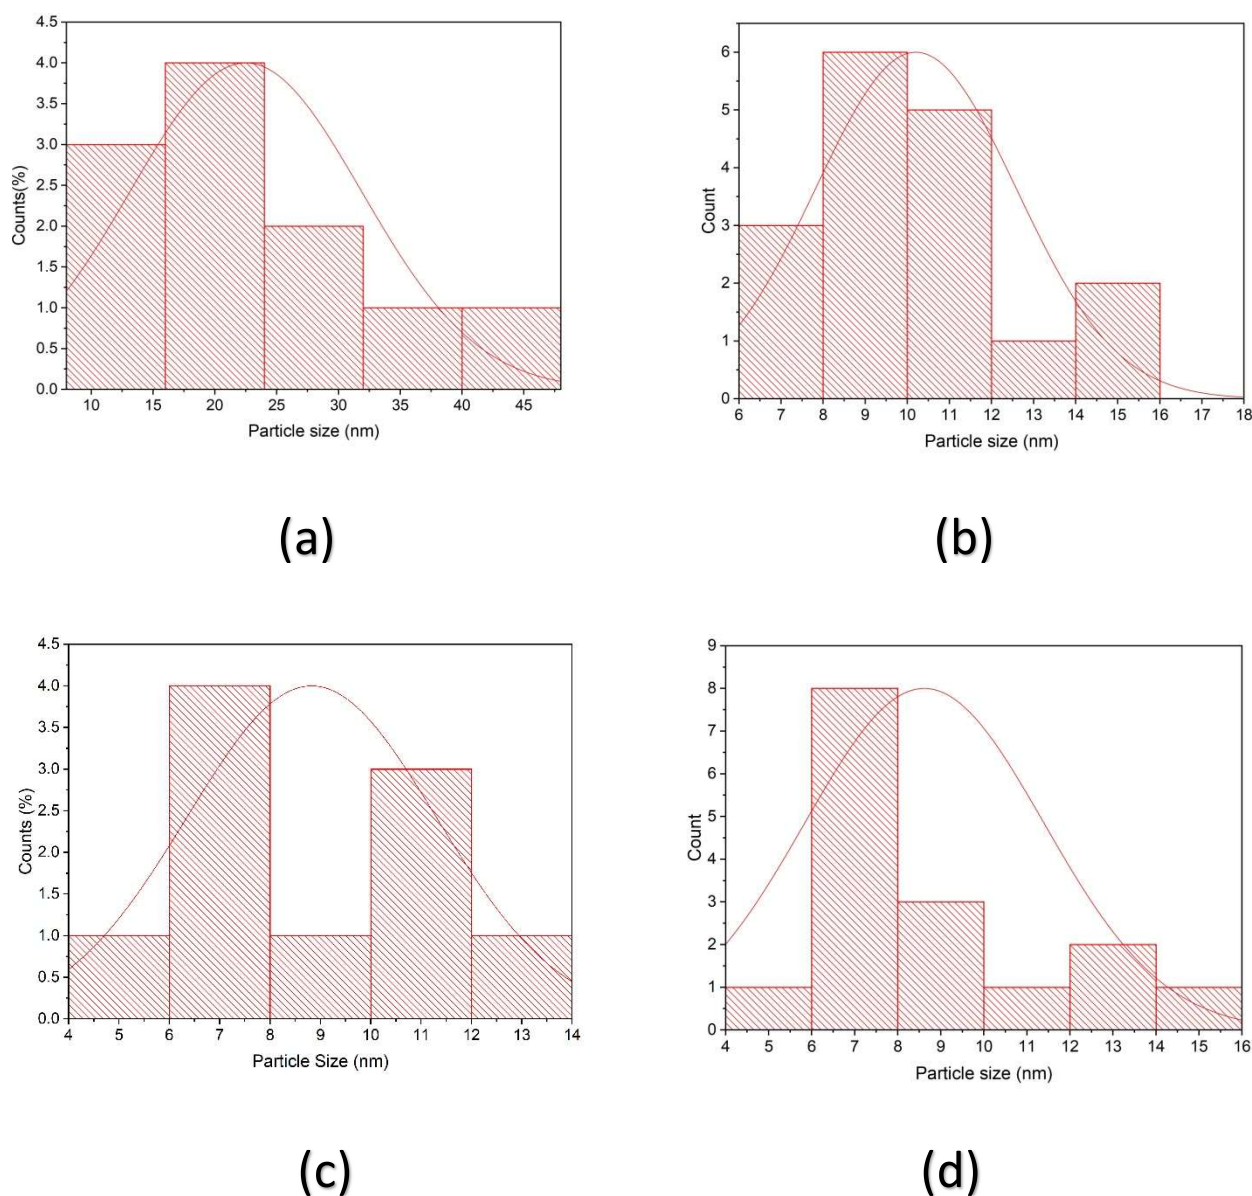 4.5
4.0
3.5
3.0
2.5
2.0
1.5
1.0
0.5
0.0
Counts(%)
10 15 20 25 30 35 40 45
Particle size (nm)
(a)
6
5
4
3
2
1
0
Count
6 7 8 9 10 11 12 13 14 15 16 17 18
Particle size (nm)
(b)
4.5
4.0
3.5
3.0
2.5
2.0
1.5
1.0
0.5
0.0
Counts (%)
4 5 6 7 8 9 10 11 12 13 14
Particle Size (nm)
(c)
9
8
7
6
5
4
3
2
1
0
Count
4 5 6 7 8 9 10 11 12 13 14 15 16
Particle size (nm)
(d)